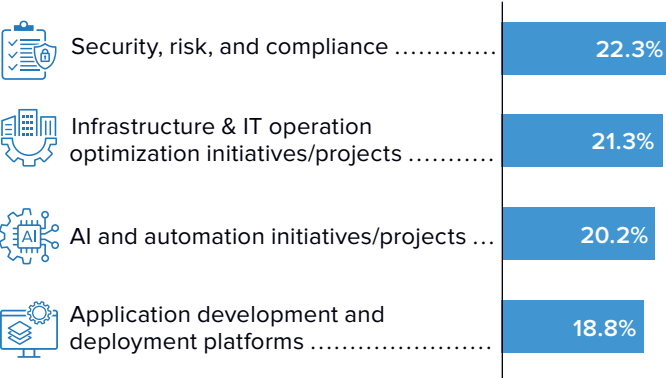 Security, risk, and compliance ............. 22.3%
Infrastructure & IT operation
optimization initiatives/projects ........... 21.3%
AI
AI and automation initiatives/projects ... 20.2%
Application development and
deployment platforms ....................... 18.8%